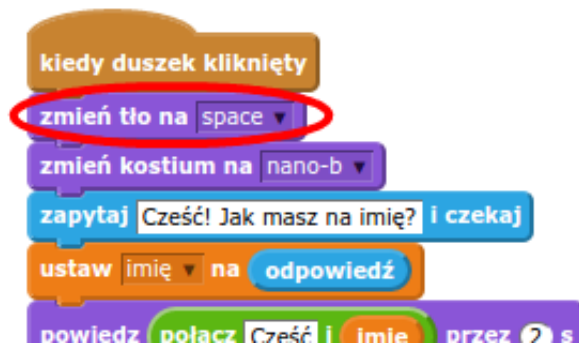 kiedy duszek kliknięty
zmień tło na space
zmień kostium na nano-b
zapytaj Cześć! Jak masz na imię? i czekaj
ustaw imię na odpowiedź
powiedz połącz Cześć i imię przez 2 s